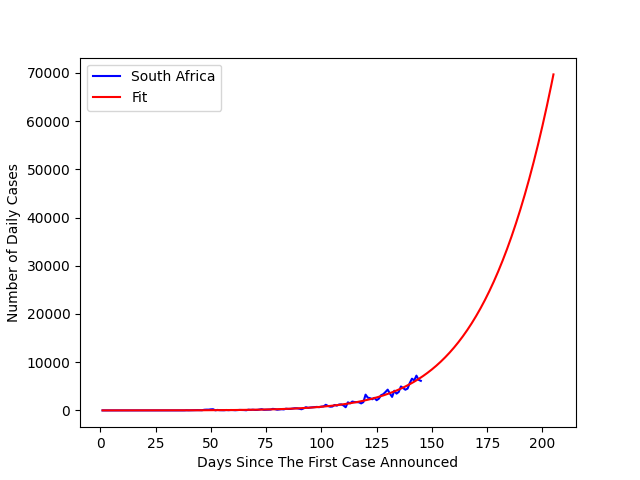 South Africa
Fit
70000
60000
50000
40000
30000
20000
10000
0
Number of Daily Cases
0 25 50 75 100 125 150 175 200
Days Since The First Case Announced